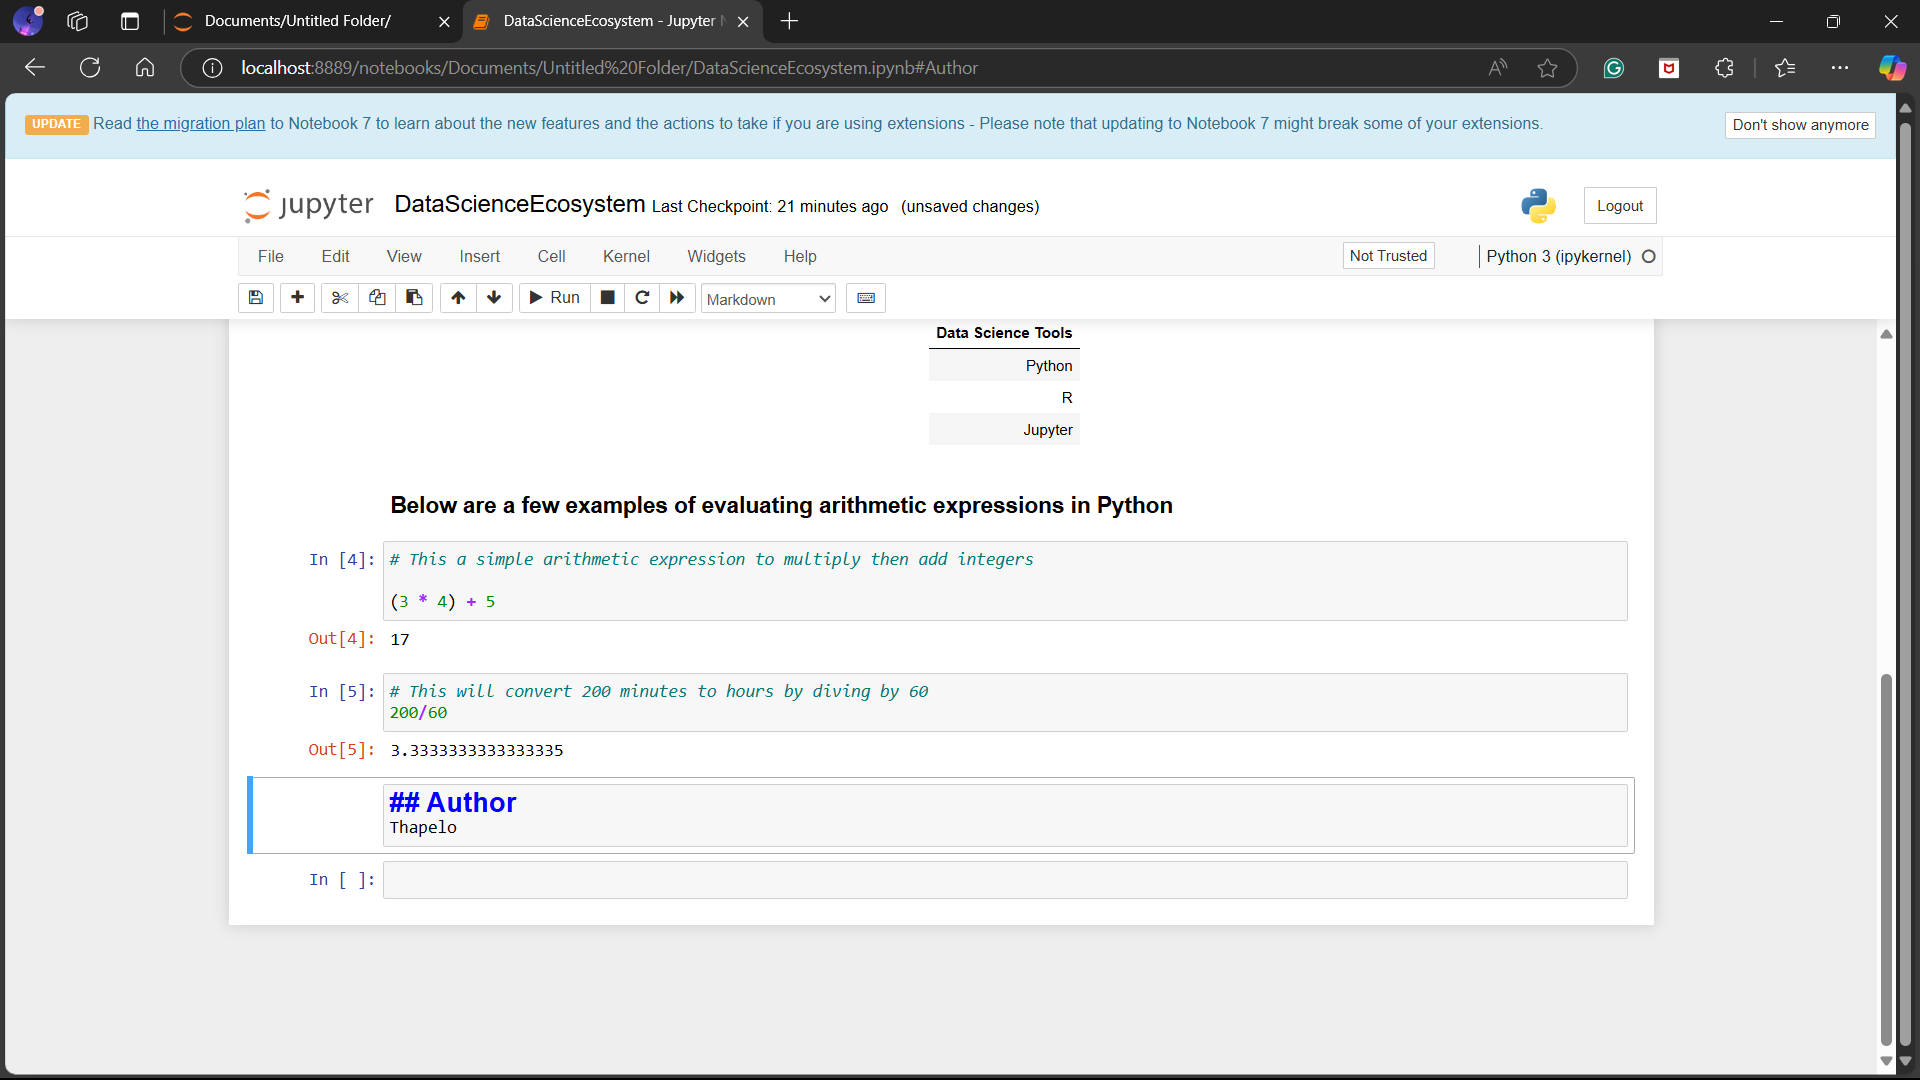 Documents/Untitled Folder/
DataScienceEcosystem - Jupyter N
localhost:8889/notebooks/Documents/Untitled%20Folder/DataScienceEcosystem.ipynb#Author
UPDATE Read the migration plan to Notebook 7 to learn about the new features and the actions to take if you are using extensions - Please note that updating to Notebook 7 might break some of your extensions.
Don't show anymore
jupyter DataScienceEcosystem Last Checkpoint: 21 minutes ago (unsaved changes)
Logout
File Edit View Insert Cell Kernel Widgets Help
Not Trusted
Python 3 (ipykernel)
Run
Markdown
Data Science Tools
Python
R
Jupyter
Below are a few examples of evaluating arithmetic expressions in Python
In [4]: # This a simple arithmetic expression to multiply then add integers
(3 * 4) + 5
Out[4]: 17
In [5]: # This will convert 200 minutes to hours by diving by 60
200/60
Out[5]: 3.3333333333333335
## Author
Thapelo
In [ ]: